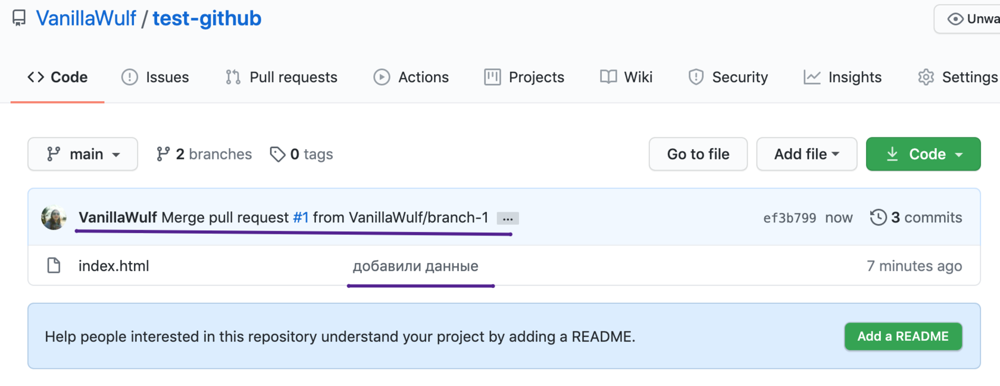 VanillaWulf / test-github
Unwa
Code Issues Pull requests Actions Projects Wiki Security Insights Settings
main 2 branches 0 tags Go to file Add file Code
VanillaWulf Merge pull request #1 from VanillaWulf/branch-1 ... ef3b799 now 3 commits
index.html добавили данные 7 minutes ago
Help people interested in this repository understand your project by adding a README. Add a README